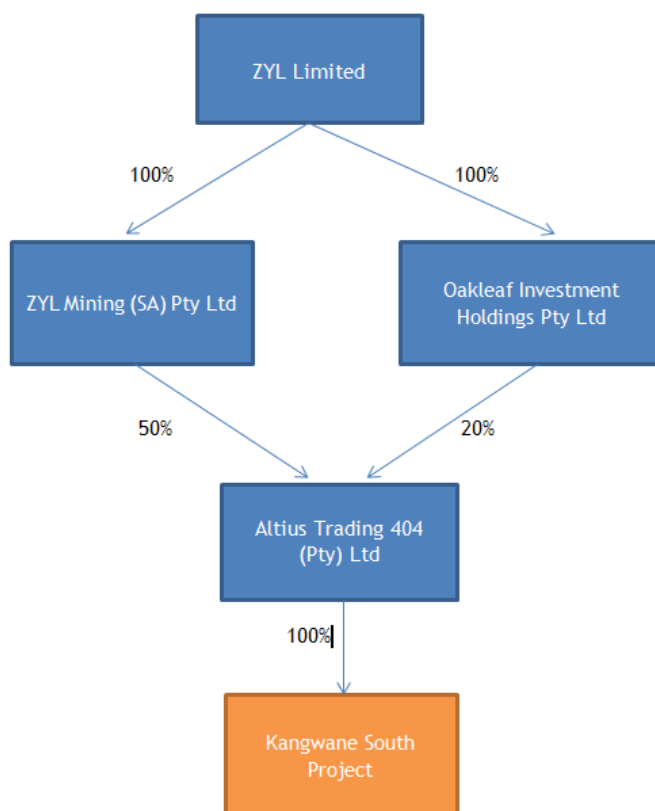 ZYL Limited
100%
100%
ZYL Mining (SA) Pty Ltd
Oakleaf Investment
Holdings Pty Ltd
50%
20%
Altius Trading 404
(Pty) Ltd
100%
Kangwane South
Project